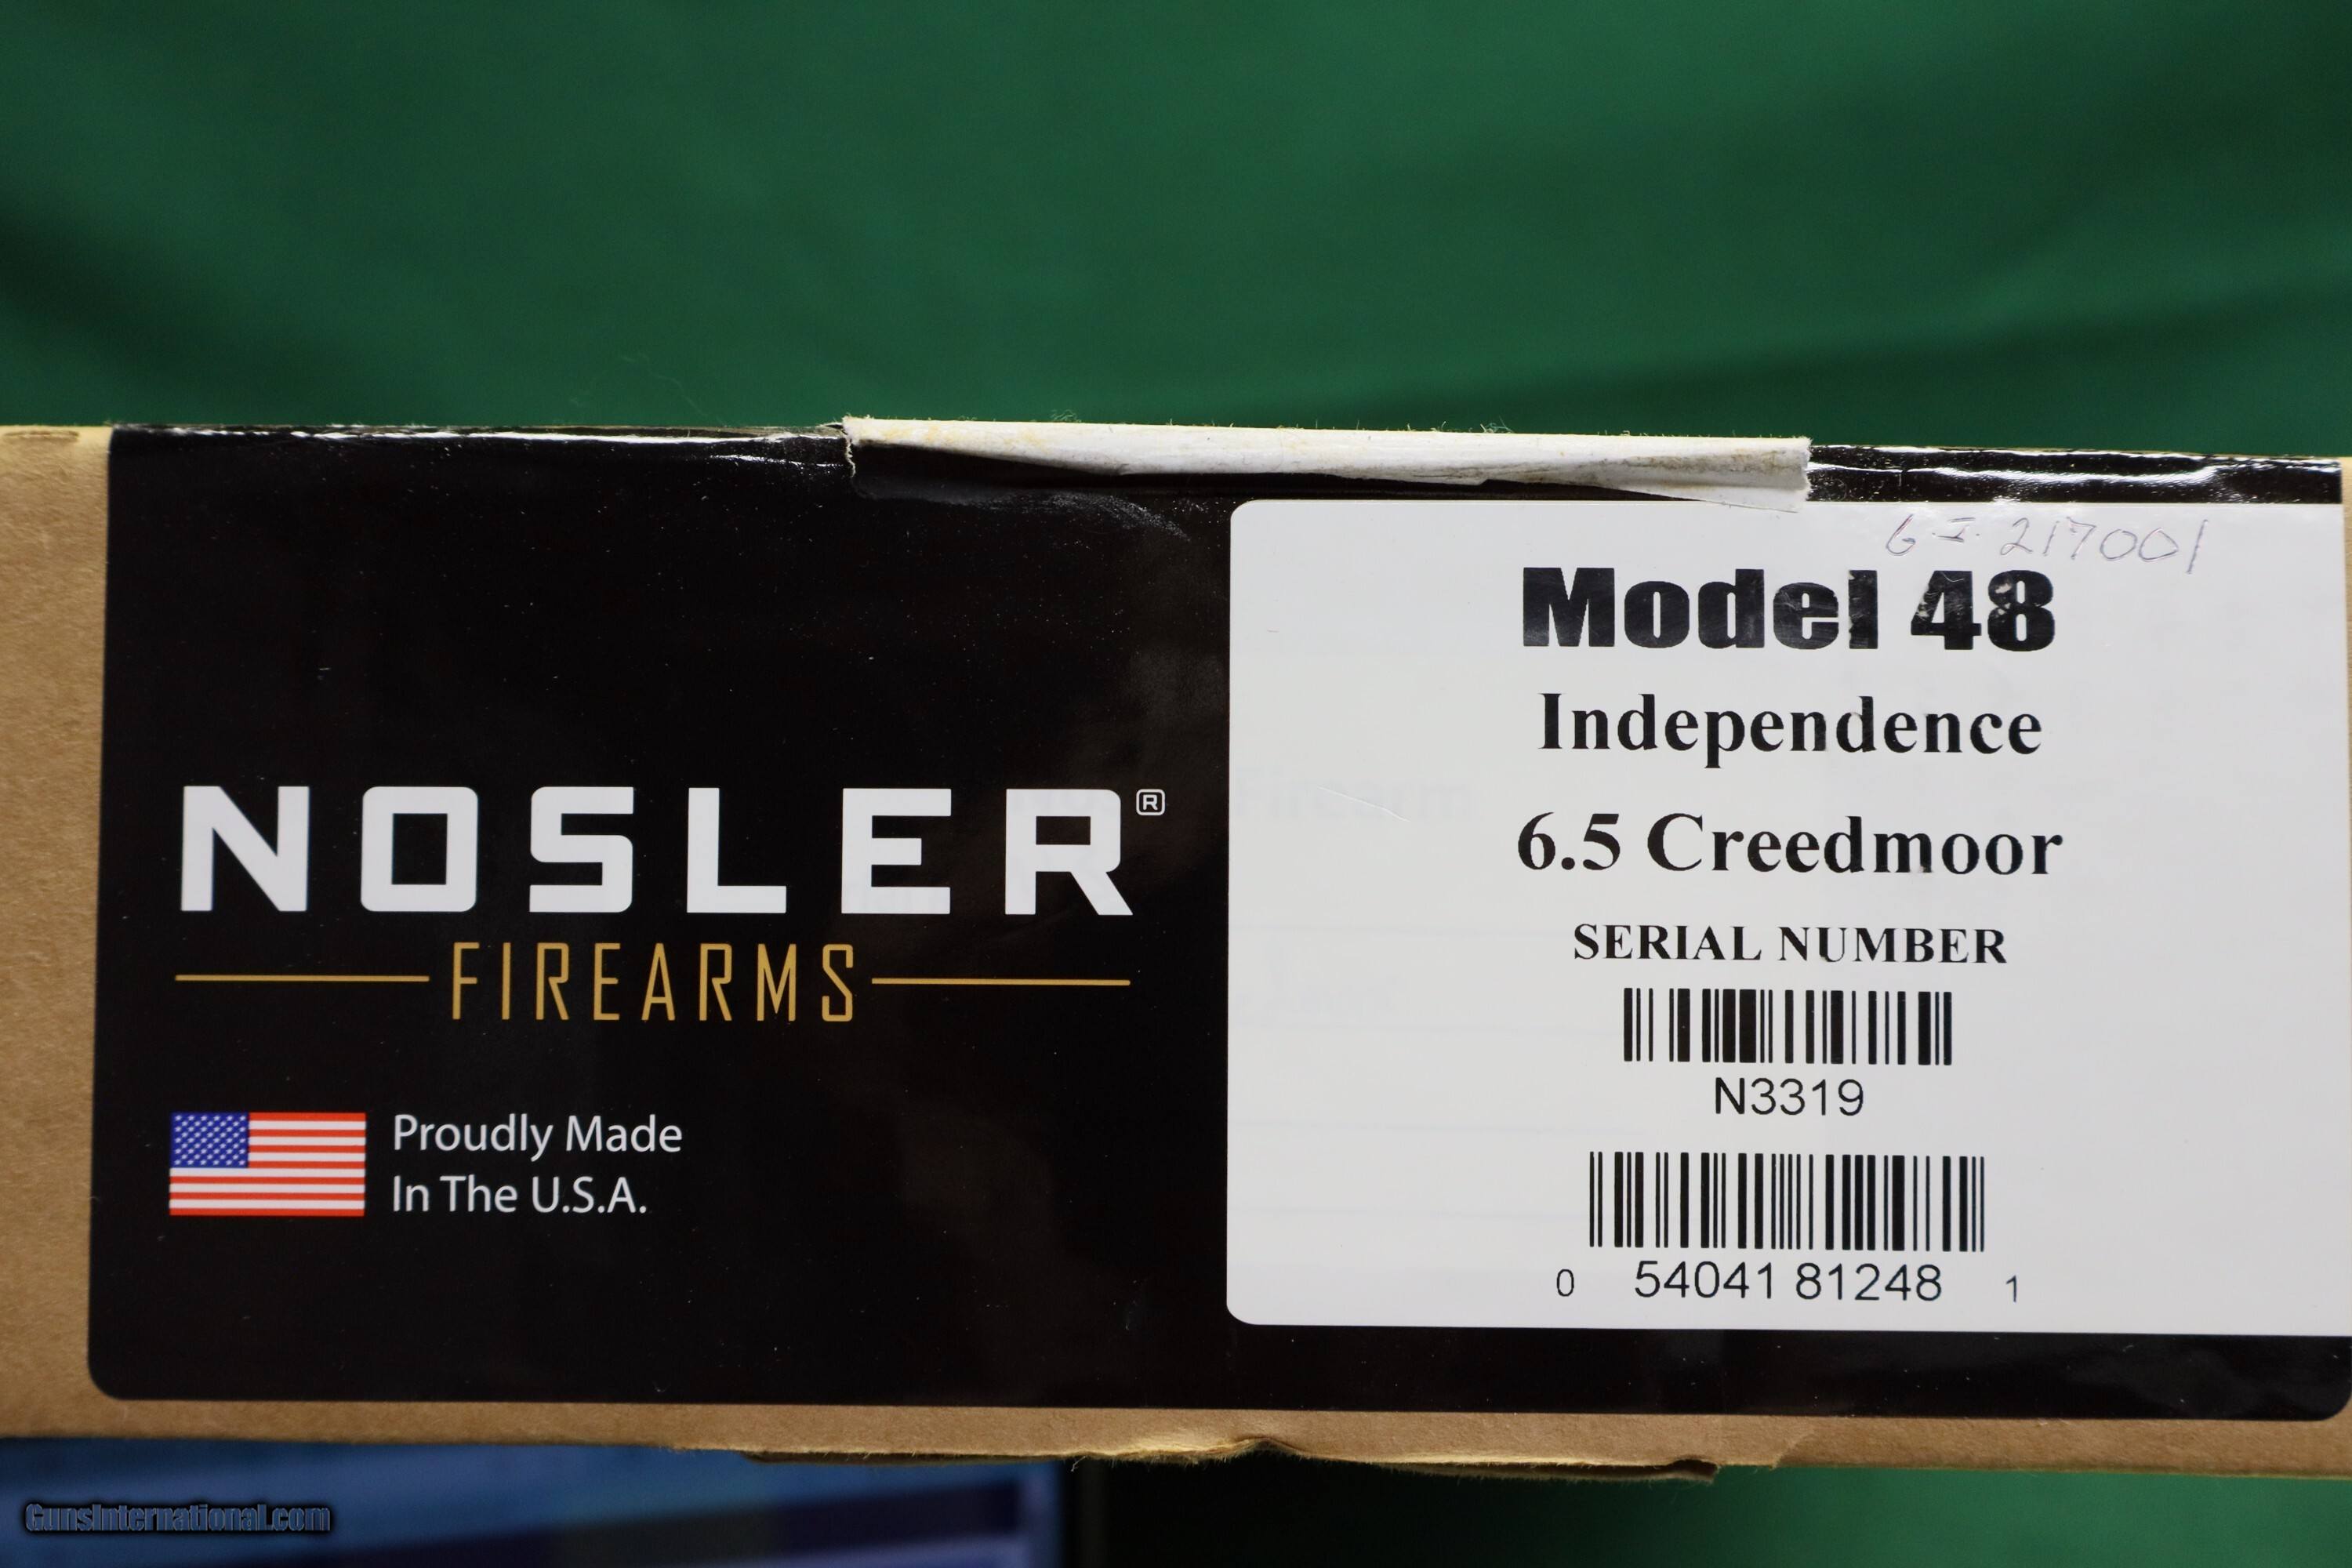 NOSLER®
FIREARMS
Proudly Made
In The U.S.A.
217001
Model 48
Independence
6.5 Creedmoor
SERIAL NUMBER
N3319
0 54041 81248 1
GunsInternational.com